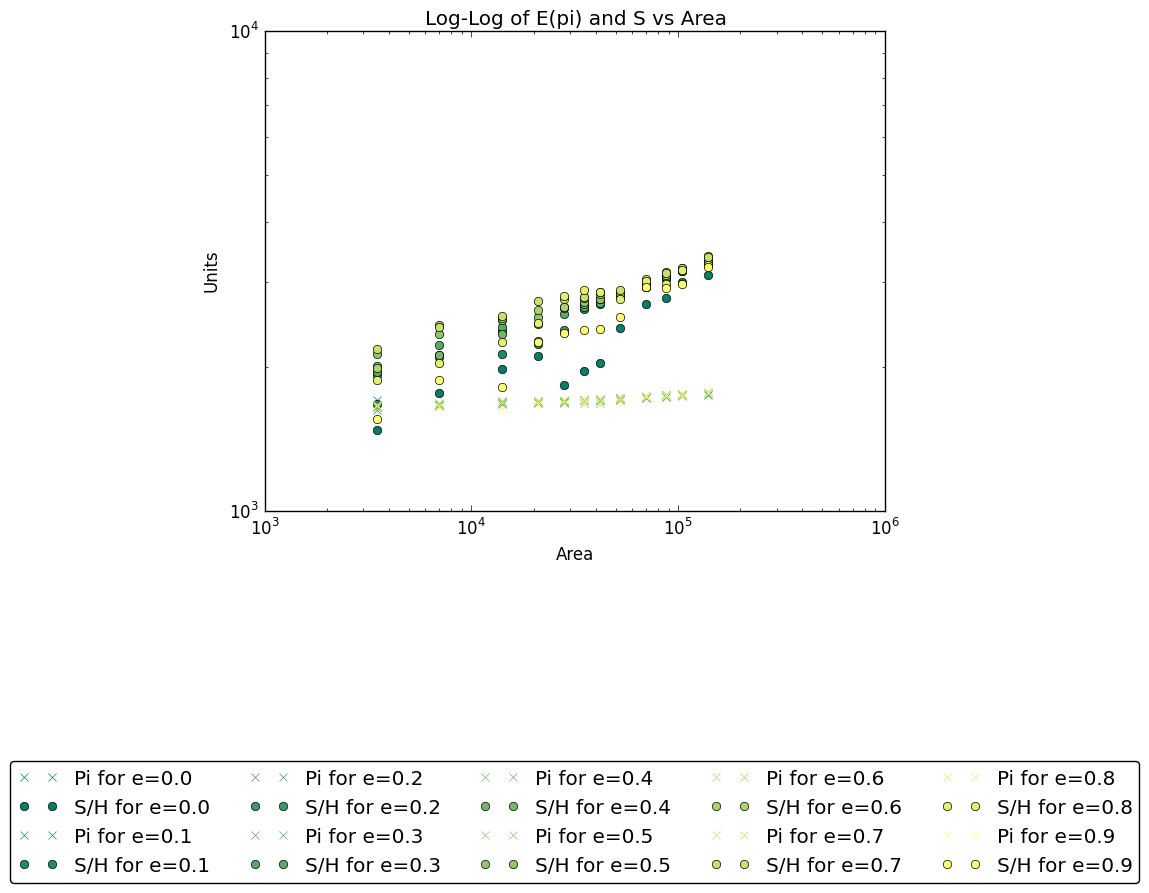 Log-Log of E(pi) and S vs Area
10^4
Units
10^3
10^3 10^4 10^5 10^6
Area
Pi for e=0.0 Pi for e=0.2 Pi for e=0.4 Pi for e=0.6 Pi for e=0.8
S/H for e=0.0 S/H for e=0.2 S/H for e=0.4 S/H for e=0.6 S/H for e=0.8
Pi for e=0.1 Pi for e=0.3 Pi for e=0.5 Pi for e=0.7 Pi for e=0.9
S/H for e=0.1 S/H for e=0.3 S/H for e=0.5 S/H for e=0.7 S/H for e=0.9